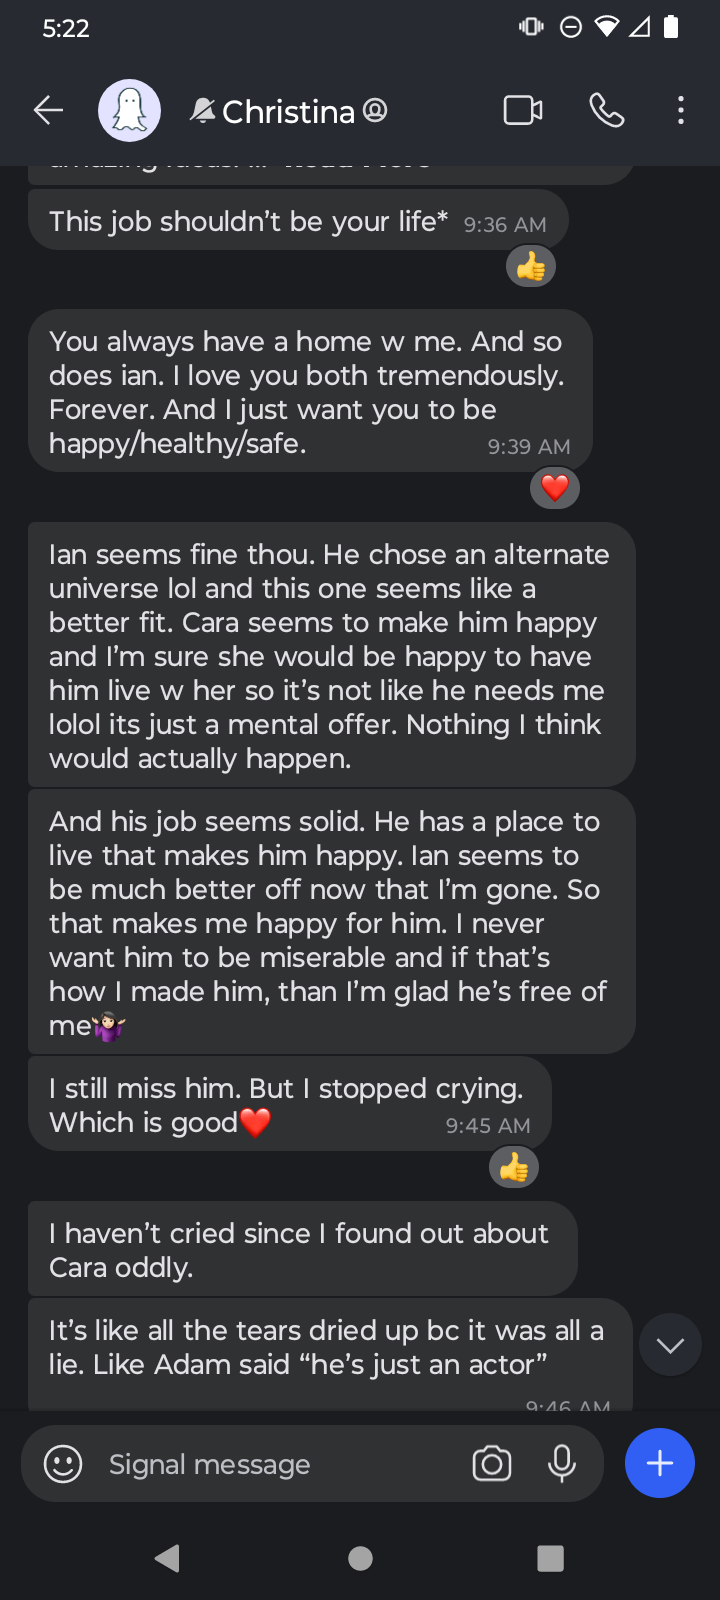 5:22
Christina
This job shouldn't be your life* 9:36 AM
👍
You always have a home w me. And so
does ian. I love you both tremendously.
Forever. And I just want you to be
happy/healthy/safe. 9:39 AM
❤️
Ian seems fine thou. He chose an alternate
universe lol and this one seems like a
better fit. Cara seems to make him happy
and I'm sure she would be happy to have
him live w her so it's not like he needs me
lolol its just a mental offer. Nothing I think
would actually happen.
And his job seems solid. He has a place to
live that makes him happy. Ian seems to
be much better off now that I'm gone. So
that makes me happy for him. I never
want him to be miserable and if that's
how I made him, than I'm glad he's free of
me🤷🏻‍♀️
I still miss him. But I stopped crying.
Which is good❤️ 9:45 AM
👍
I haven't cried since I found out about
Cara oddly.
It's like all the tears dried up bc it was all a
lie. Like Adam said “he's just an actor”
9:46 AM
Signal message